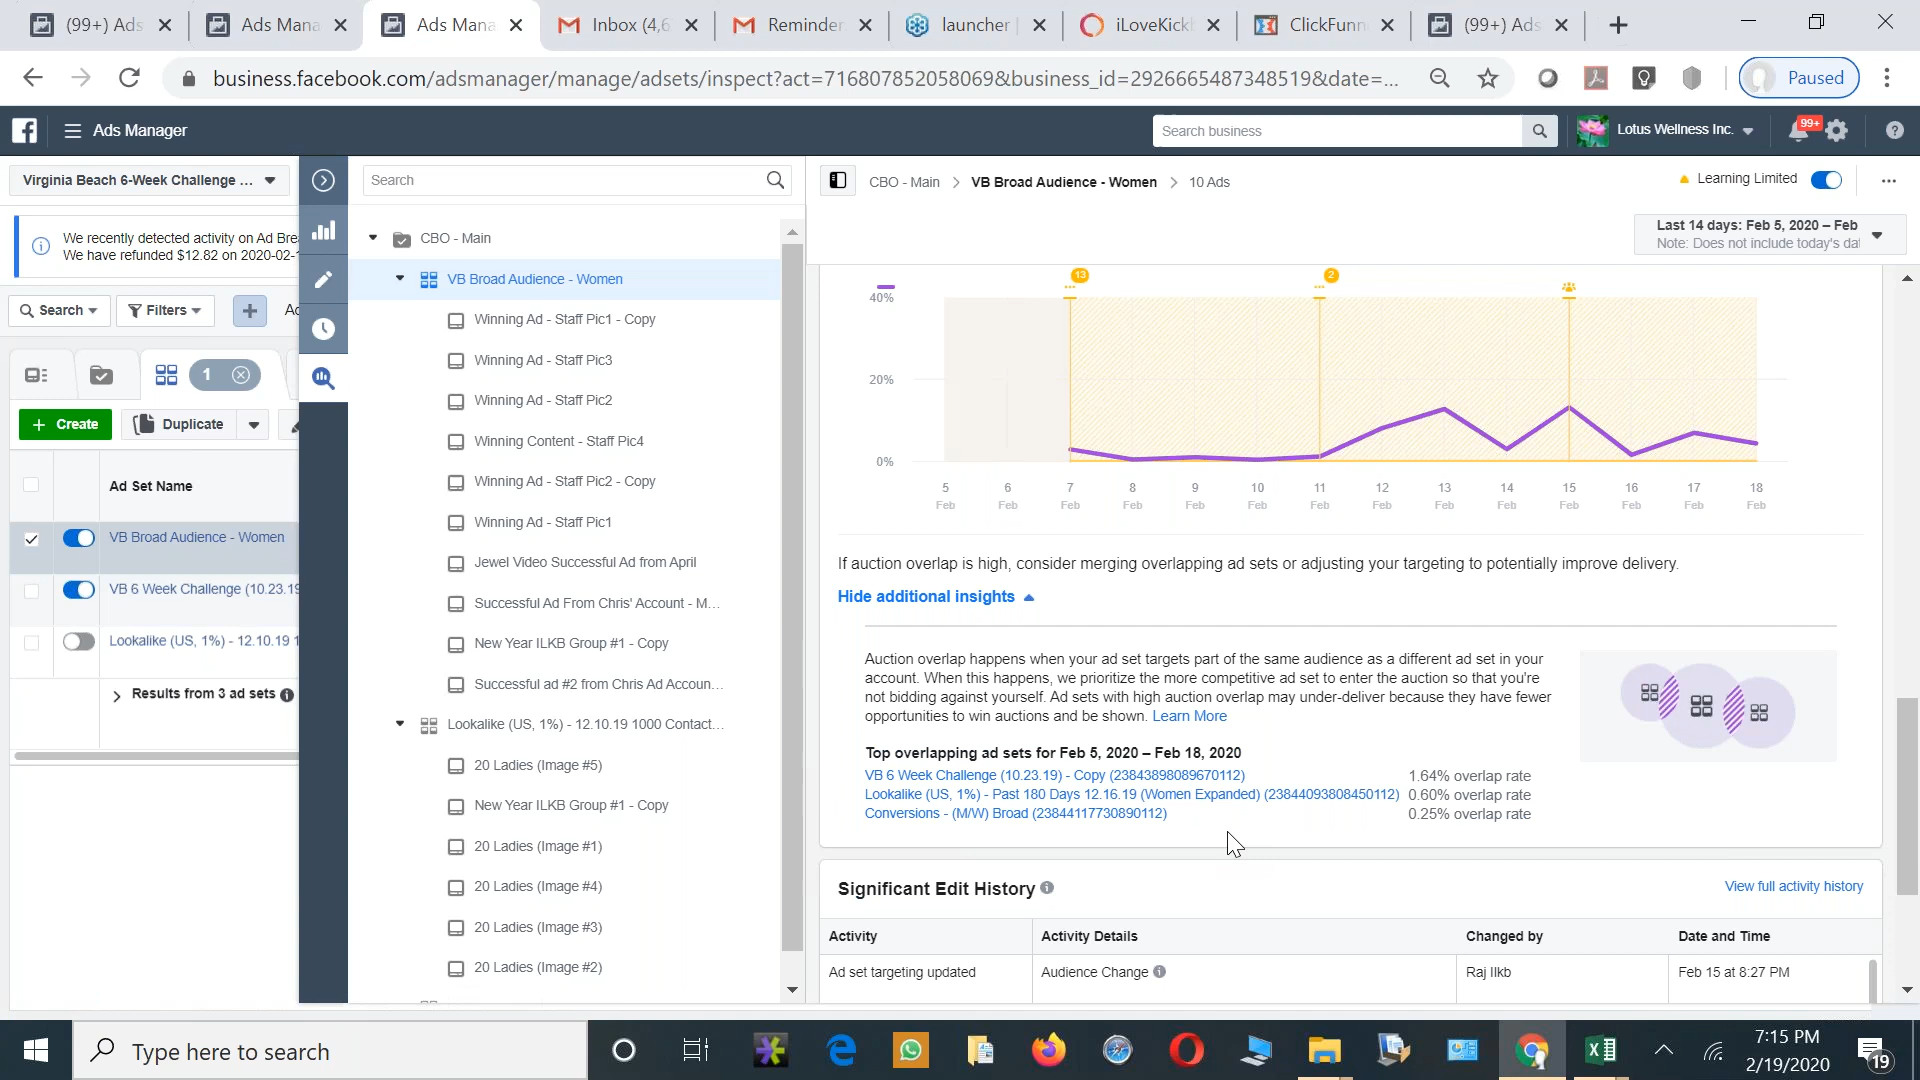 (99+) Ads
Ads Mana
Ads Mana
Inbox (4,6
Reminder
launcher
iLoveKick
ClickFunn
(99+) Ads
business.facebook.com/adsmanager/manage/adsets/inspect?act=716807852058069&business_id=2926665487348519&date=...
Paused
Ads Manager
Search business
Lotus Wellness Inc.
99+
Virginia Beach 6-Week Challenge ...
We recently detected activity on Ad Brea
We have refunded $12.82 on 2020-02-1
Search
Filters
Ad
1
Create
Duplicate
Ad Set Name
VB Broad Audience - Women
VB 6 Week Challenge (10.23.19
Lookalike (US, 1%) - 12.10.19 1
Results from 3 ad sets
Search
CBO - Main
VB Broad Audience - Women
Winning Ad - Staff Pic1 - Copy
Winning Ad - Staff Pic3
Winning Ad - Staff Pic2
Winning Content - Staff Pic4
Winning Ad - Staff Pic2 - Copy
Winning Ad - Staff Pic1
Jewel Video Successful Ad from April
Successful Ad From Chris' Account - M...
New Year ILKB Group #1 - Copy
Successful ad #2 from Chris Ad Accoun...
Lookalike (US, 1%) - 12.10.19 1000 Contact...
20 Ladies (Image #5)
New Year ILKB Group #1 - Copy
20 Ladies (Image #1)
20 Ladies (Image #4)
20 Ladies (Image #3)
20 Ladies (Image #2)
CBO - Main > VB Broad Audience - Women > 10 Ads
Learning Limited
Last 14 days: Feb 5, 2020 – Feb
Note: Does not include today's dat
13
2
40%
20%
0%
5 6 7 8 9 10 11 12 13 14 15 16 17 18
Feb Feb Feb Feb Feb Feb Feb Feb Feb Feb Feb Feb Feb Feb
If auction overlap is high, consider merging overlapping ad sets or adjusting your targeting to potentially improve delivery.
Hide additional insights
Auction overlap happens when your ad set targets part of the same audience as a different ad set in your
account. When this happens, we prioritize the more competitive ad set to enter the auction so that you're
not bidding against yourself. Ad sets with high auction overlap may under-deliver because they have fewer
opportunities to win auctions and be shown. Learn More
Top overlapping ad sets for Feb 5, 2020 – Feb 18, 2020
VB 6 Week Challenge (10.23.19) - Copy (23843898089670112) 1.64% overlap rate
Lookalike (US, 1%) - Past 180 Days 12.16.19 (Women Expanded) (23844093808450112) 0.60% overlap rate
Conversions - (M/W) Broad (23844117730890112) 0.25% overlap rate
Significant Edit History
View full activity history
Activity Activity Details Changed by Date and Time
Ad set targeting updated Audience Change Raj Ilkb Feb 15 at 8:27 PM
Type here to search
7:15 PM
2/19/2020
19